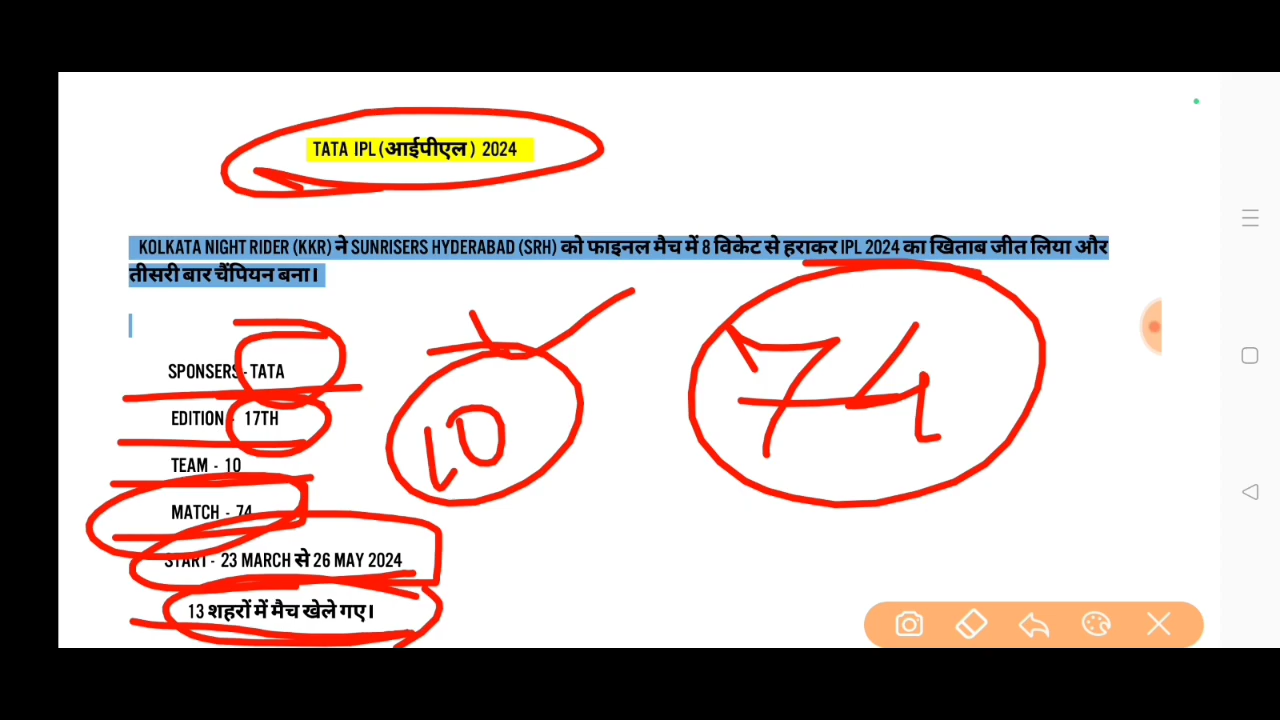 TATA IPL (आईपीएल) 2024
KOLKATA NIGHT RIDER (KKR) ने SUNRISERS HYDERABAD (SRH) को फाइनल मैच में 8 विकेट से हराकर IPL 2024 का खिताब जीत लिया और
तीसरी बार चैंपियन बना।
SPONSERS - TATA
EDITION - 17TH
TEAM - 10
10
74
MATCH - 74
START - 23 MARCH से 26 MAY 2024
13 शहरों में मैच खेले गए।